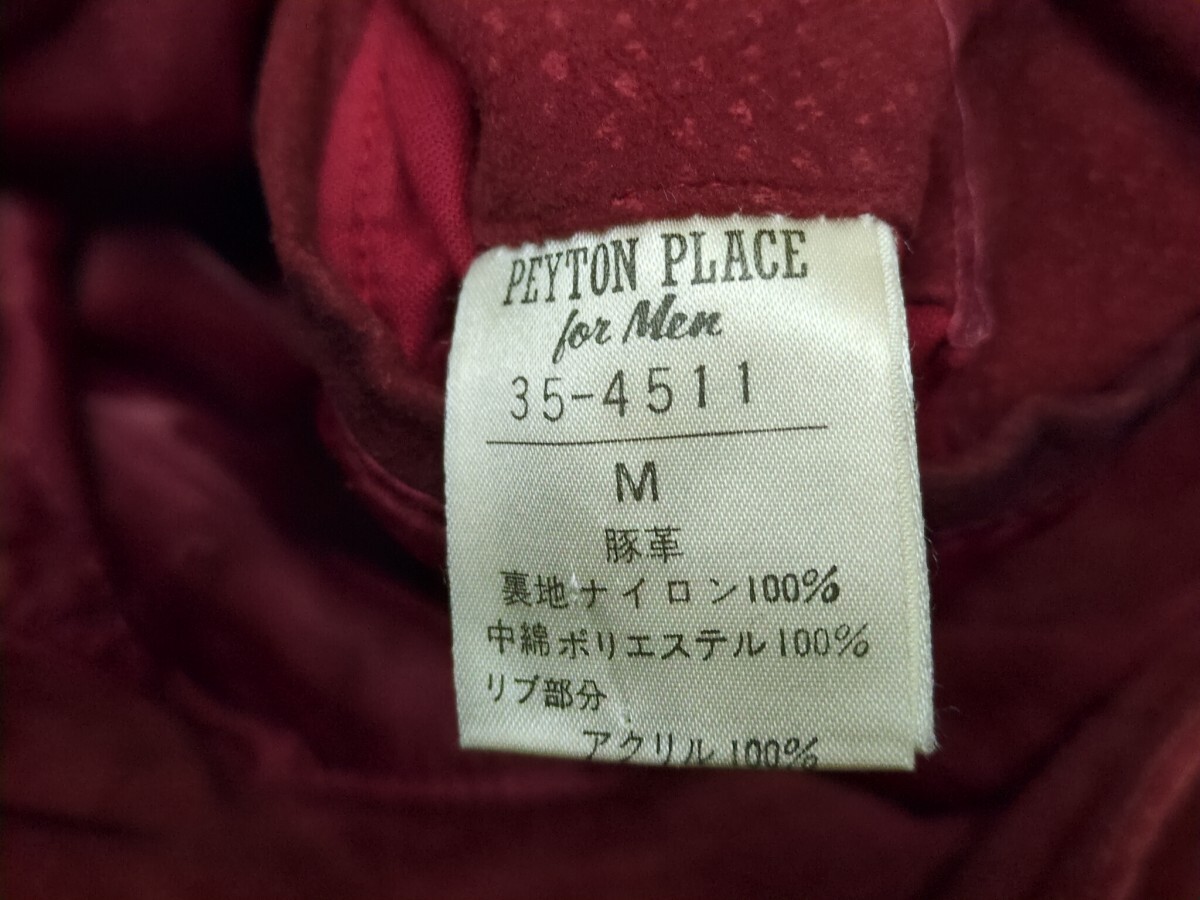 PEYTON PLACE
for Men
35-4511
M
豚革
裏地ナイロン100%
中綿ポリエステル100%
リブ部分
アクリル100%